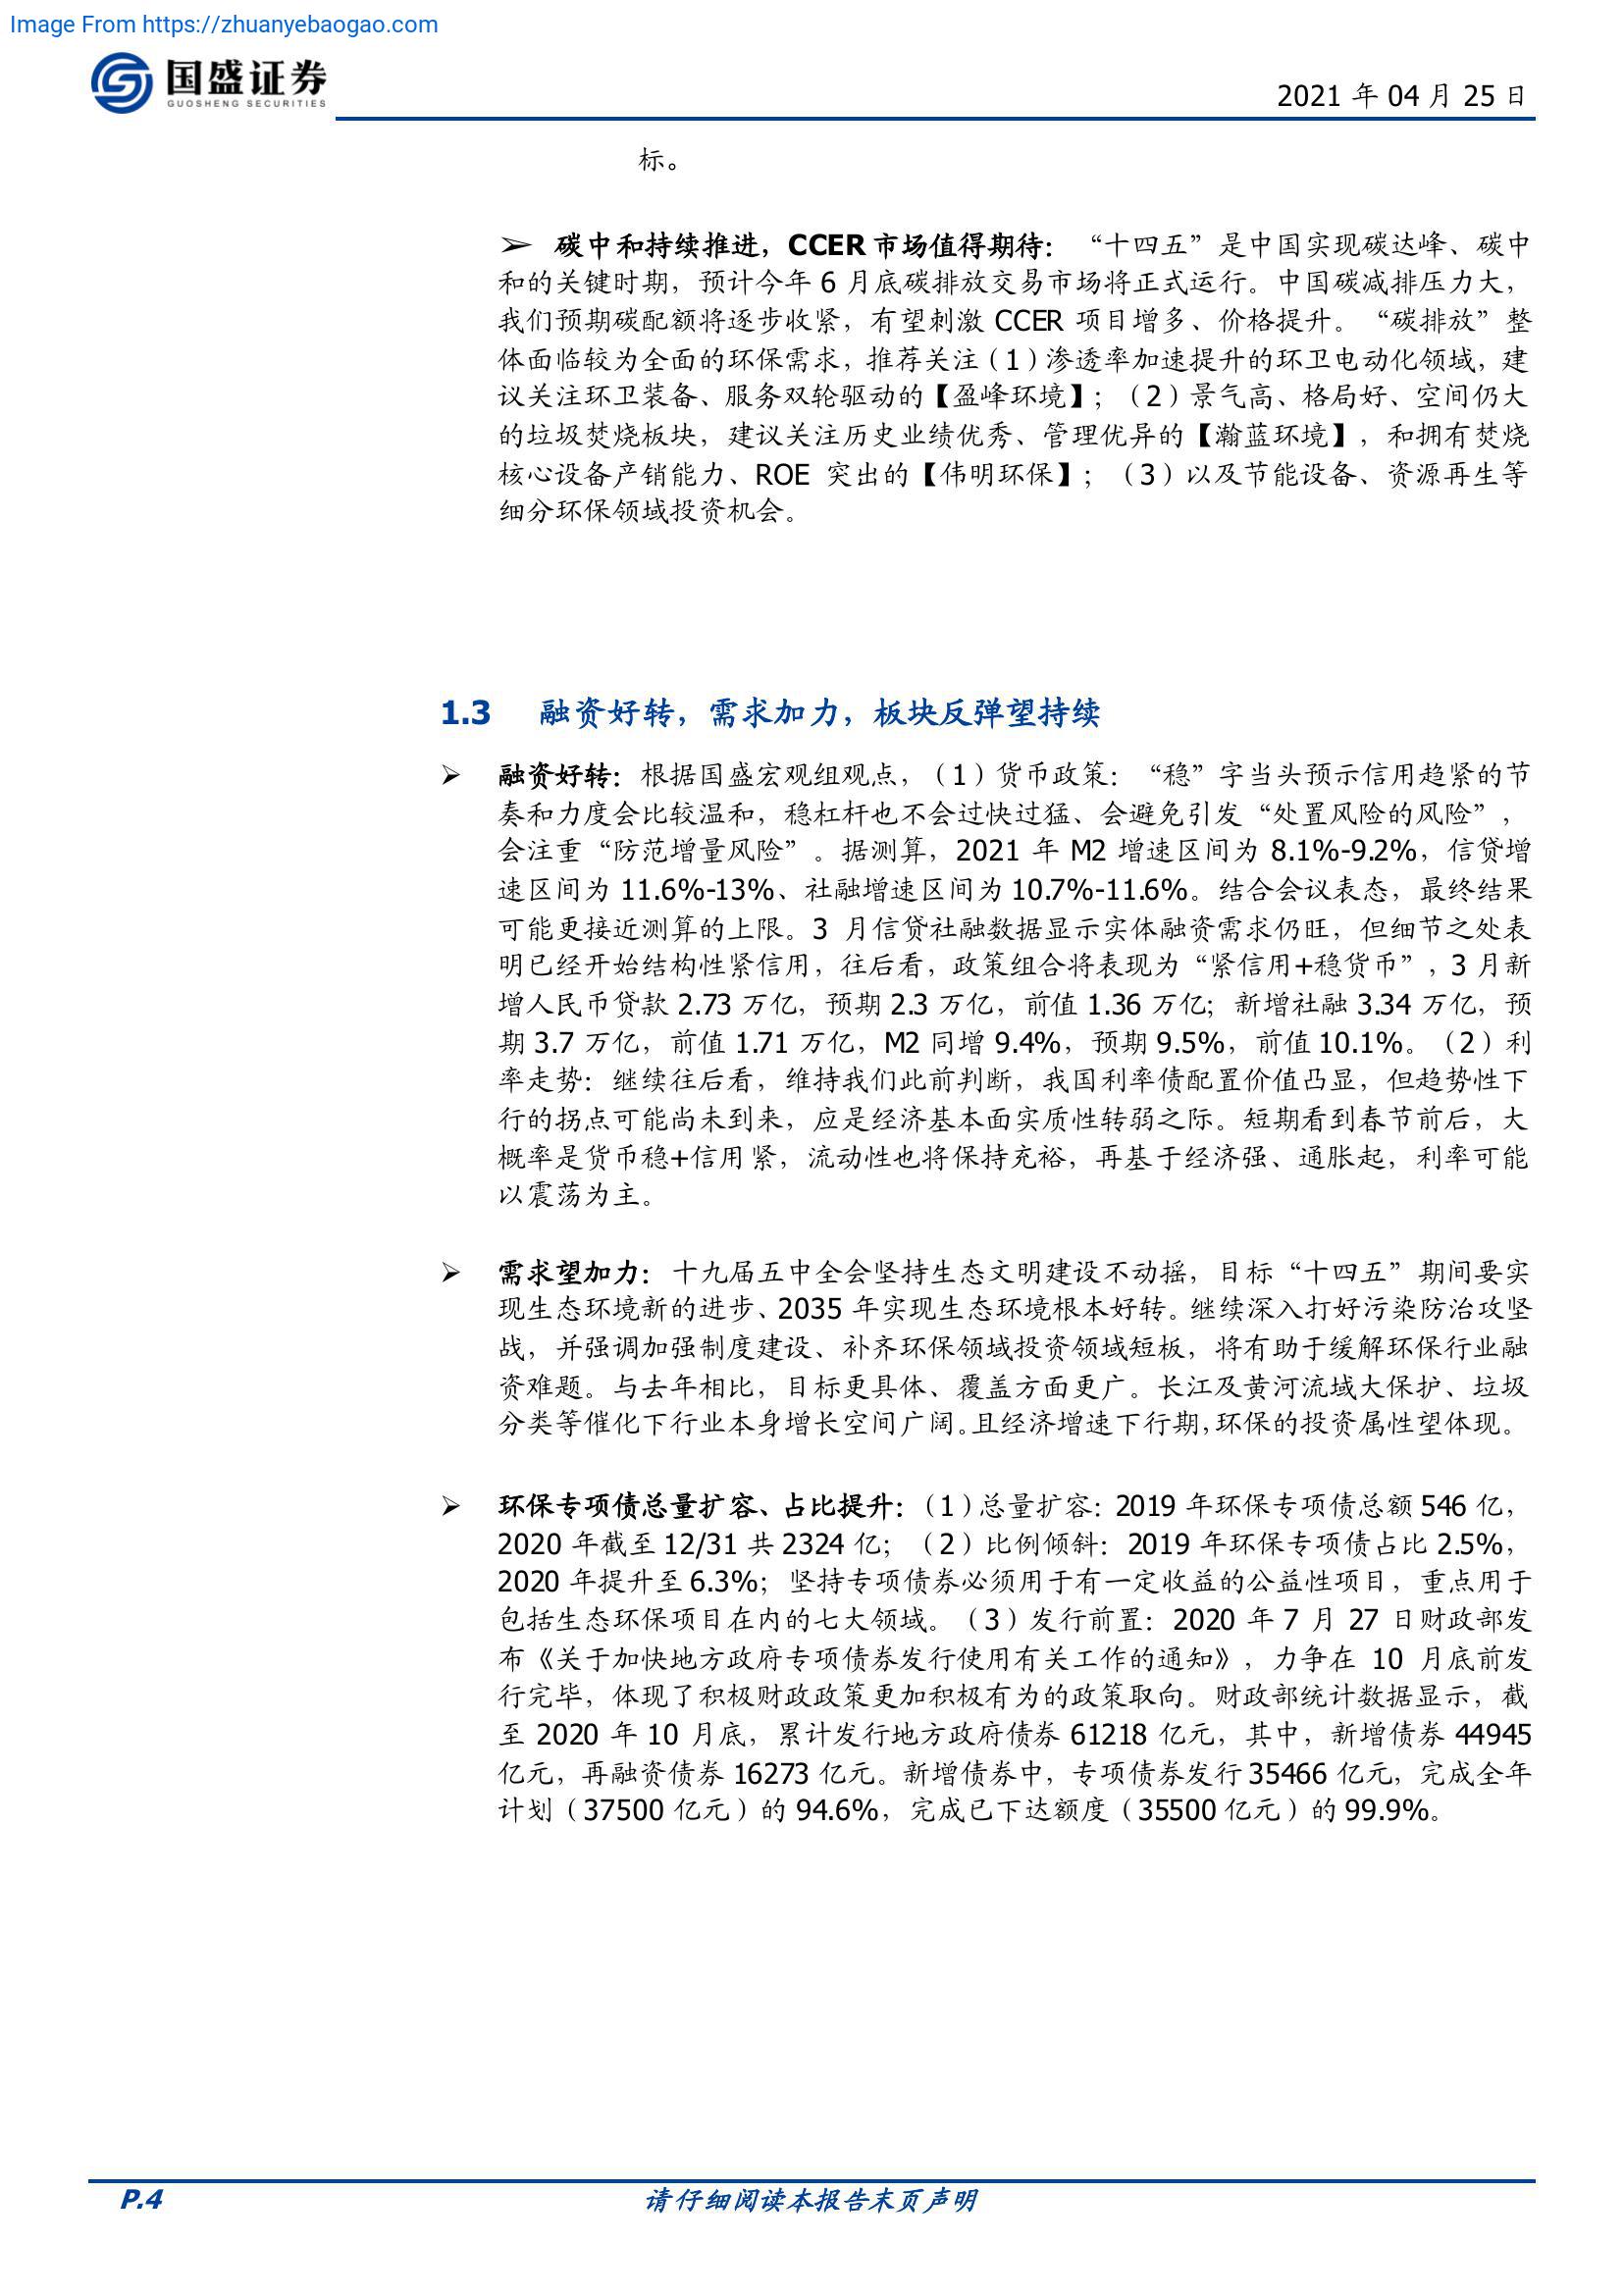 Image From https://zhuanyebaogao.com
国盛证券
GUOSHENG SECURITIES
2021 年 04 月 25 日
标。
➢ 碳中和持续推进，CCER 市场值得期待：“十四五”是中国实现碳达峰、碳中
和的关键时期，预计今年 6 月底碳排放交易市场将正式运行。中国碳减排压力大，
我们预期碳配额将逐步收紧，有望刺激 CCER 项目增多、价格提升。“碳排放”整
体面临较为全面的环保需求，推荐关注（1）渗透率加速提升的环卫电动化领域，建
议关注环卫装备、服务双轮驱动的【盈峰环境】；（2）景气高、格局好、空间仍大
的垃圾焚烧板块，建议关注历史业绩优秀、管理优异的【瀚蓝环境】，和拥有焚烧
核心设备产销能力、ROE 突出的【伟明环保】；（3）以及节能设备、资源再生等
细分环保领域投资机会。
1.3 融资好转，需求加力，板块反弹望持续
➢ 融资好转：根据国盛宏观组观点，（1）货币政策：“稳”字当头预示信用趋紧的节
奏和力度会比较温和，稳杠杆也不会过快过猛、会避免引发“处置风险的风险”，
会注重“防范增量风险”。据测算，2021 年 M2 增速区间为 8.1%-9.2%，信贷增
速区间为 11.6%-13%、社融增速区间为 10.7%-11.6%。结合会议表态，最终结果
可能更接近测算的上限。3 月信贷社融数据显示实体融资需求仍旺，但细节之处表
明已经开始结构性紧信用，往后看，政策组合将表现为“紧信用+稳货币”，3 月新
增人民币贷款 2.73 万亿，预期 2.3 万亿，前值 1.36 万亿；新增社融 3.34 万亿，预
期 3.7 万亿，前值 1.71 万亿，M2 同增 9.4%，预期 9.5%，前值 10.1%。（2）利
率走势：继续往后看，维持我们此前判断，我国利率债配置价值凸显，但趋势性下
行的拐点可能尚未到来，应是经济基本面实质性转弱之际。短期看到春节前后，大
概率是货币稳+信用紧，流动性也将保持充裕，再基于经济强、通胀起，利率可能
以震荡为主。
➢ 需求望加力：十九届五中全会坚持生态文明建设不动摇，目标“十四五”期间要实
现生态环境新的进步、2035 年实现生态环境根本好转。继续深入打好污染防治攻坚
战，并强调加强制度建设、补齐环保领域投资领域短板，将有助于缓解环保行业融
资难题。与去年相比，目标更具体、覆盖方面更广。长江及黄河流域大保护、垃圾
分类等催化下行业本身增长空间广阔。且经济增速下行期，环保的投资属性望体现。
➢ 环保专项债总量扩容、占比提升：（1）总量扩容：2019 年环保专项债总额 546 亿，
2020 年截至 12/31 共 2324 亿；（2）比例倾斜：2019 年环保专项债占比 2.5%，
2020 年提升至 6.3%；坚持专项债券必须用于有一定收益的公益性项目，重点用于
包括生态环保项目在内的七大领域。（3）发行前置：2020 年 7 月 27 日财政部发
布《关于加快地方政府专项债券发行使用有关工作的通知》，力争在 10 月底前发
行完毕，体现了积极财政政策更加积极有为的政策取向。财政部统计数据显示，截
至 2020 年 10 月底，累计发行地方政府债券 61218 亿元，其中，新增债券 44945
亿元，再融资债券 16273 亿元。新增债券中，专项债券发行 35466 亿元，完成全年
计划（37500 亿元）的 94.6%，完成已下达额度（35500 亿元）的 99.9%。
P.4
请仔细阅读本报告末页声明